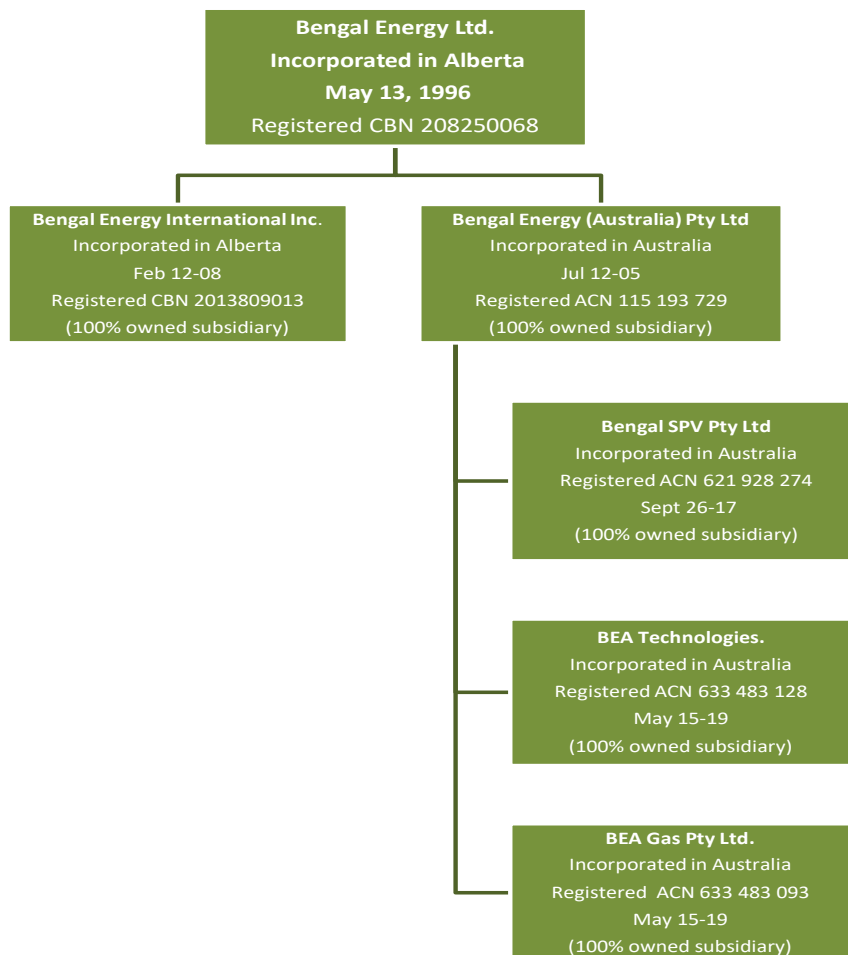 Bengal Energy Ltd.
Incorporated in Alberta
May 13, 1996
Registered CBN 208250068
Bengal Energy International Inc.
Incorporated in Alberta
Feb 12-08
Registered CBN 2013809013
(100% owned subsidiary)
Bengal Energy (Australia) Pty Ltd
Incorporated in Australia
Jul 12-05
Registered ACN 115 193 729
(100% owned subsidiary)
Bengal SPV Pty Ltd
Incorporated in Australia
Registered ACN 621 928 274
Sept 26-17
(100% owned subsidiary)
BEA Technologies.
Incorporated in Australia
Registered ACN 633 483 128
May 15-19
(100% owned subsidiary)
BEA Gas Pty Ltd.
Incorporated in Australia
Registered ACN 633 483 093
May 15-19
(100% owned subsidiary)